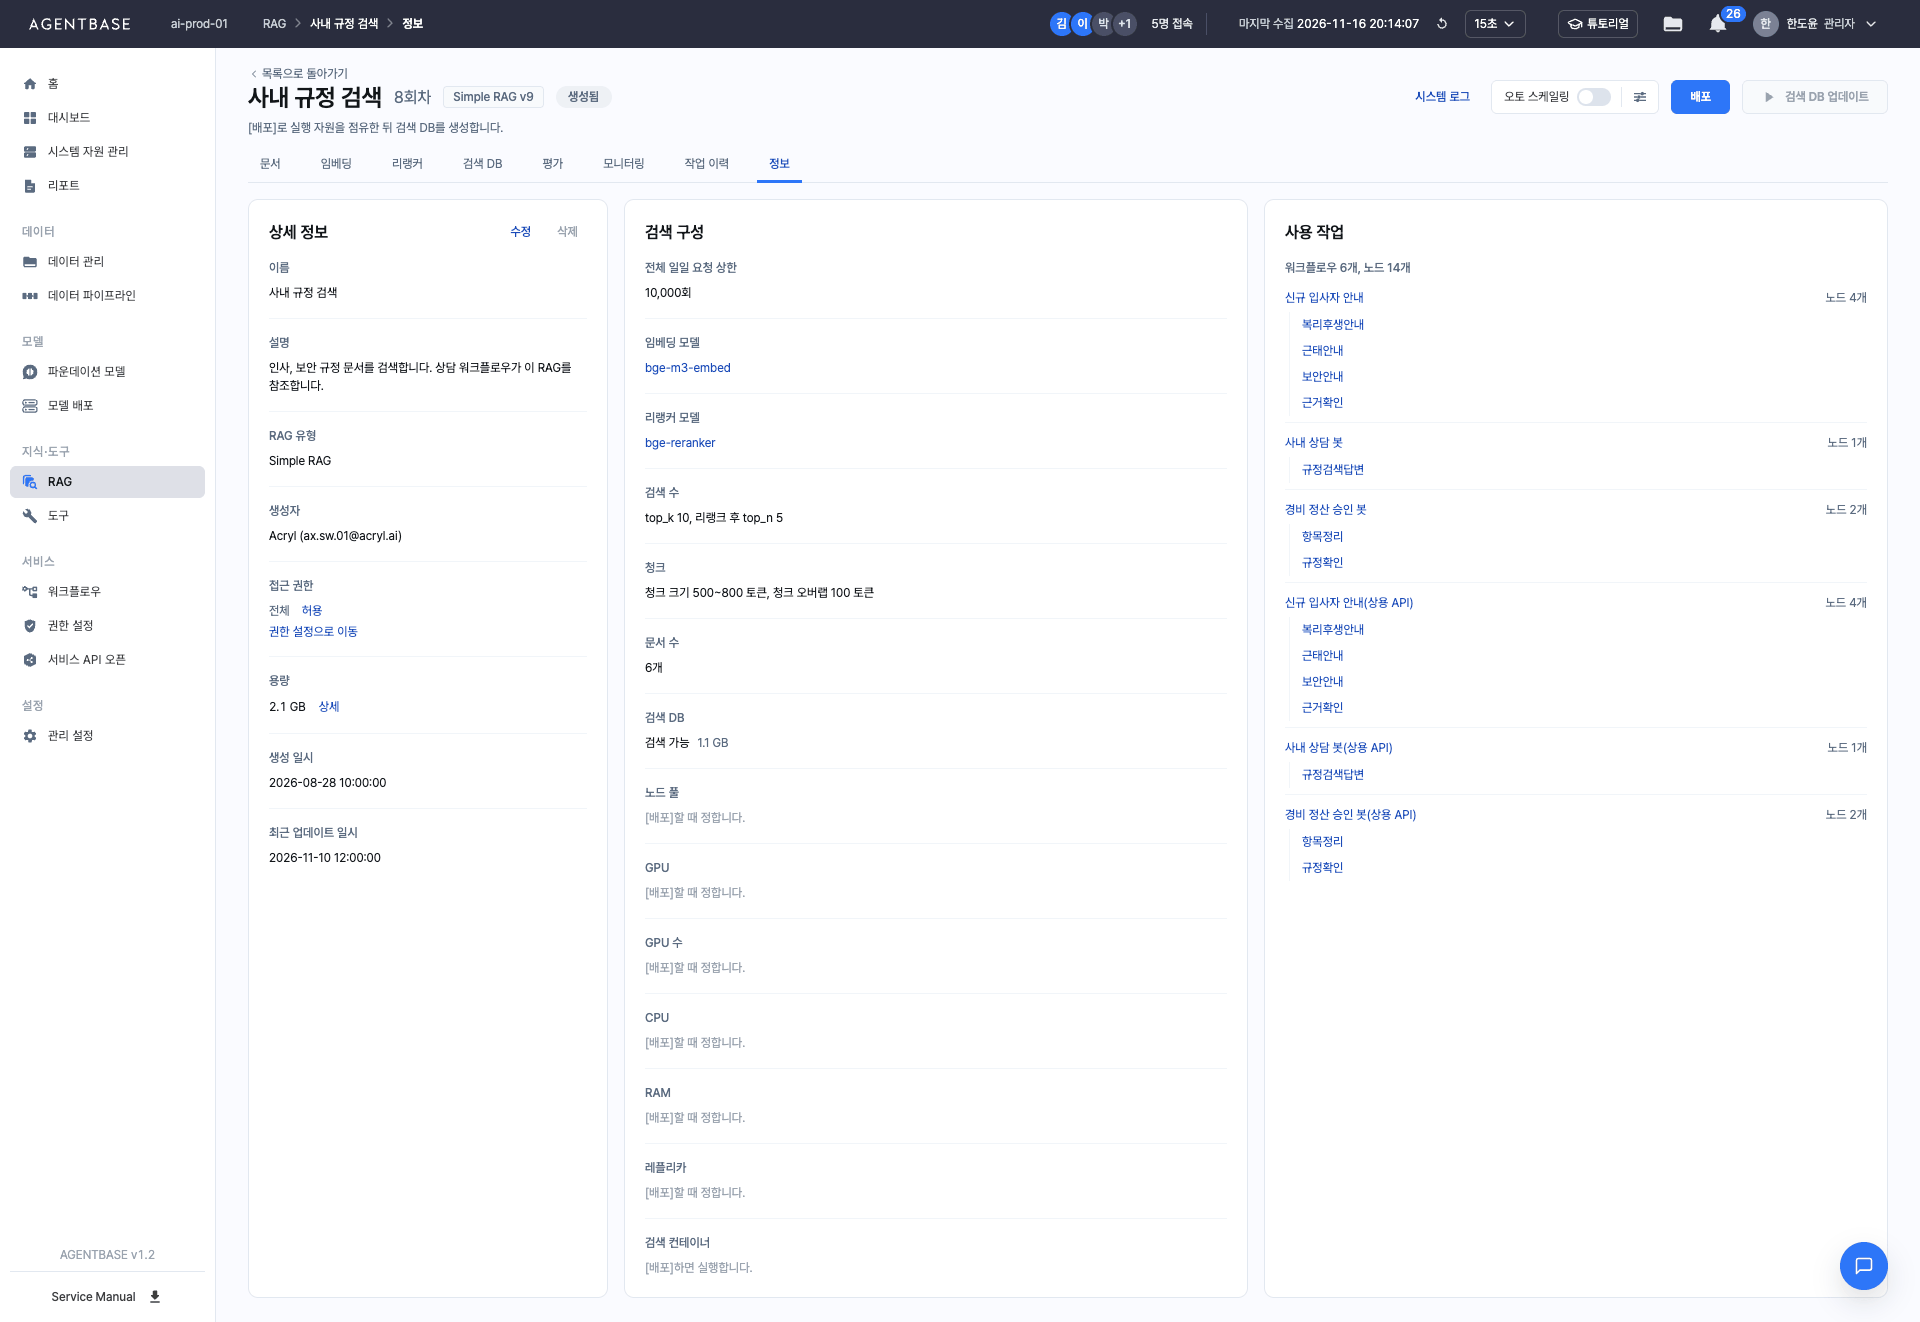 AGENTBASE
ai-prod-01
RAG > 사내 규정 검색 > 정보
김 이 박 +1 5명 접속
마지막 수집 2026-11-16 20:14:07
15초
튜토리얼
26
한 한도윤 관리자
홈
대시보드
시스템 자원 관리
리포트
데이터
데이터 관리
데이터 파이프라인
모델
파운데이션 모델
모델 배포
지식·도구
RAG
도구
서비스
워크플로우
권한 설정
서비스 API 오픈
설정
관리 설정
AGENTBASE v1.2
Service Manual
목록으로 돌아가기
사내 규정 검색 8회차 Simple RAG v9 생성됨
[배포]로 실행 자원을 점유한 뒤 검색 DB를 생성합니다.
시스템 로그
오토 스케일링
배포
검색 DB 업데이트
문서 임베딩 리랭커 검색 DB 평가 모니터링 작업 이력 정보
상세 정보
수정 삭제
이름
사내 규정 검색
설명
인사, 보안 규정 문서를 검색합니다. 상담 워크플로우가 이 RAG를
참조합니다.
RAG 유형
Simple RAG
생성자
Acryl (ax.sw.01@acryl.ai)
접근 권한
전체 허용
권한 설정으로 이동
용량
2.1 GB 상세
생성 일시
2026-08-28 10:00:00
최근 업데이트 일시
2026-11-10 12:00:00
검색 구성
전체 일일 요청 상한
10,000회
임베딩 모델
bge-m3-embed
리랭커 모델
bge-reranker
검색 수
top_k 10, 리랭크 후 top_n 5
청크
청크 크기 500~800 토큰, 청크 오버랩 100 토큰
문서 수
6개
검색 DB
검색 가능 1.1 GB
노드 풀
[배포]할 때 정합니다.
GPU
[배포]할 때 정합니다.
GPU 수
[배포]할 때 정합니다.
CPU
[배포]할 때 정합니다.
RAM
[배포]할 때 정합니다.
레플리카
[배포]할 때 정합니다.
검색 컨테이너
[배포]하면 실행합니다.
사용 작업
워크플로우 6개, 노드 14개
신규 입사자 안내 노드 4개
복리후생안내
근태안내
보안안내
근거확인
사내 상담 봇 노드 1개
규정검색답변
경비 정산 승인 봇 노드 2개
항목정리
규정확인
신규 입사자 안내(상용 API) 노드 4개
복리후생안내
근태안내
보안안내
근거확인
사내 상담 봇(상용 API) 노드 1개
규정검색답변
경비 정산 승인 봇(상용 API) 노드 2개
항목정리
규정확인